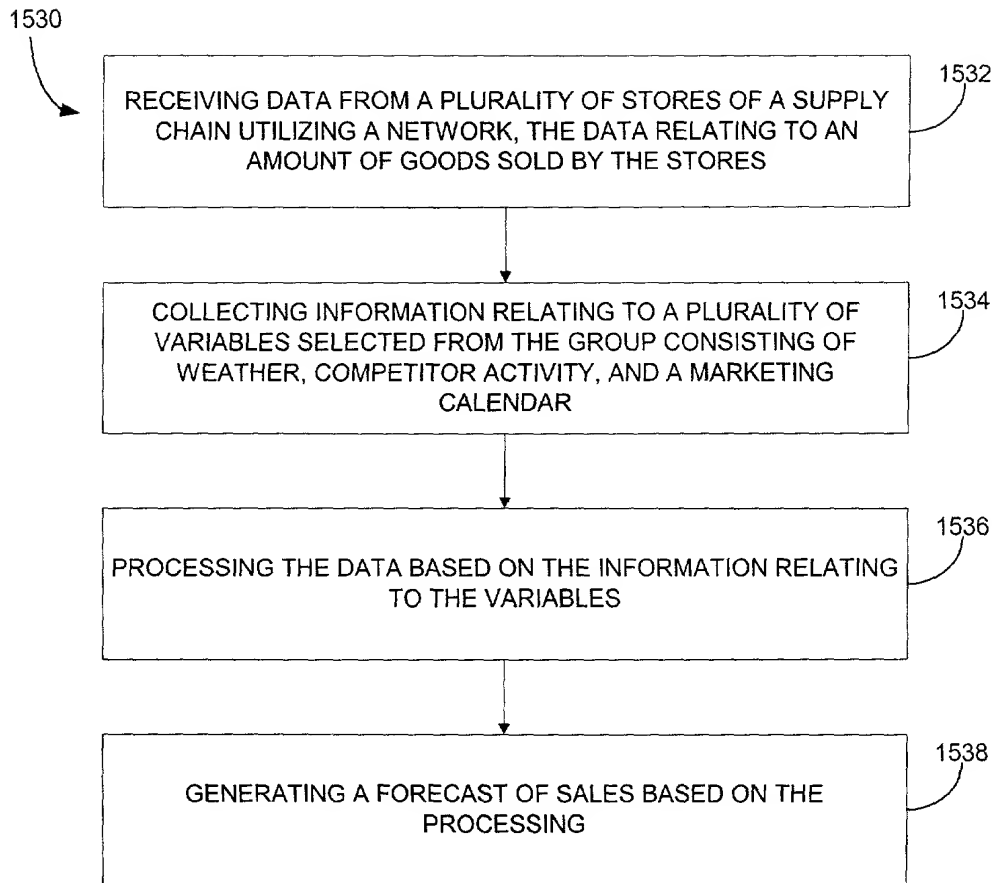 1530
1532
RECEIVING DATA FROM A PLURALITY OF STORES OF A SUPPLY
CHAIN UTILIZING A NETWORK, THE DATA RELATING TO AN
AMOUNT OF GOODS SOLD BY THE STORES
1534
COLLECTING INFORMATION RELATING TO A PLURALITY OF
VARIABLES SELECTED FROM THE GROUP CONSISTING OF
WEATHER, COMPETITOR ACTIVITY, AND A MARKETING
CALENDAR
1536
PROCESSING THE DATA BASED ON THE INFORMATION RELATING
TO THE VARIABLES
1538
GENERATING A FORECAST OF SALES BASED ON THE
PROCESSING